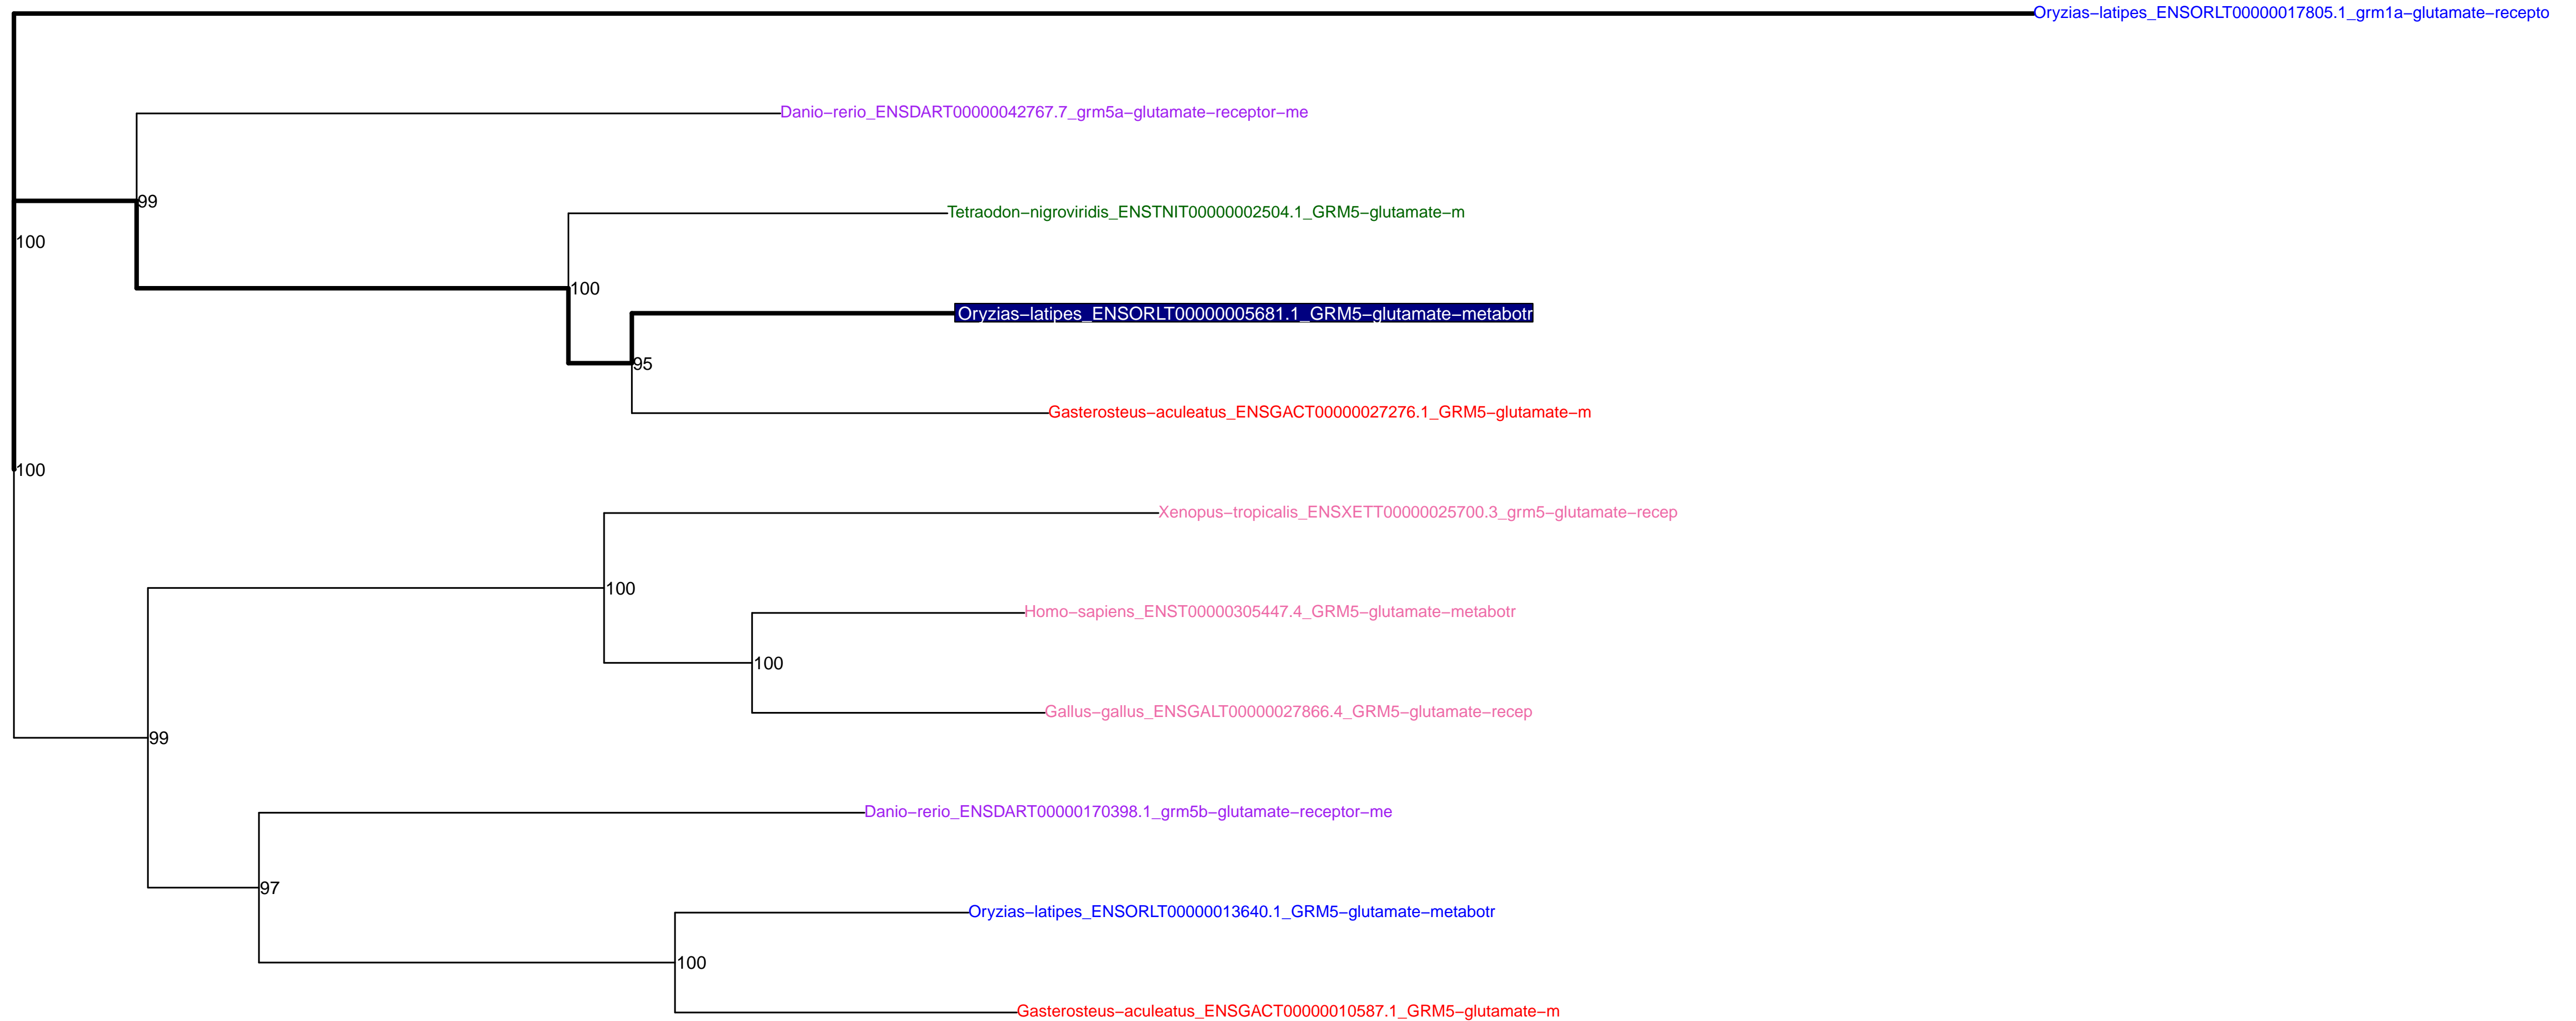 Oryzias−latipes_ENSORLT00000017805.1_grm1a−glutamate−recepto
Danio−rerio_ENSDART00000042767.7_grm5a−glutamate−receptor−me
99
Tetraodon−nigroviridis_ENSTNIT00000002504.1_GRM5−glutamate−m
100
100
Oryzias−latipes_ENSORLT00000005681.1_GRM5−glutamate−metabotr
95
Gasterosteus−aculeatus_ENSGACT00000027276.1_GRM5−glutamate−m
100
Xenopus−tropicalis_ENSXETT00000025700.3_grm5−glutamate−recep
100
Homo−sapiens_ENST00000305447.4_GRM5−glutamate−metabotr
100
Gallus−gallus_ENSGALT00000027866.4_GRM5−glutamate−recep
99
Danio−rerio_ENSDART00000170398.1_grm5b−glutamate−receptor−me
97
Oryzias−latipes_ENSORLT00000013640.1_GRM5−glutamate−metabotr
100
Gasterosteus−aculeatus_ENSGACT00000010587.1_GRM5−glutamate−m